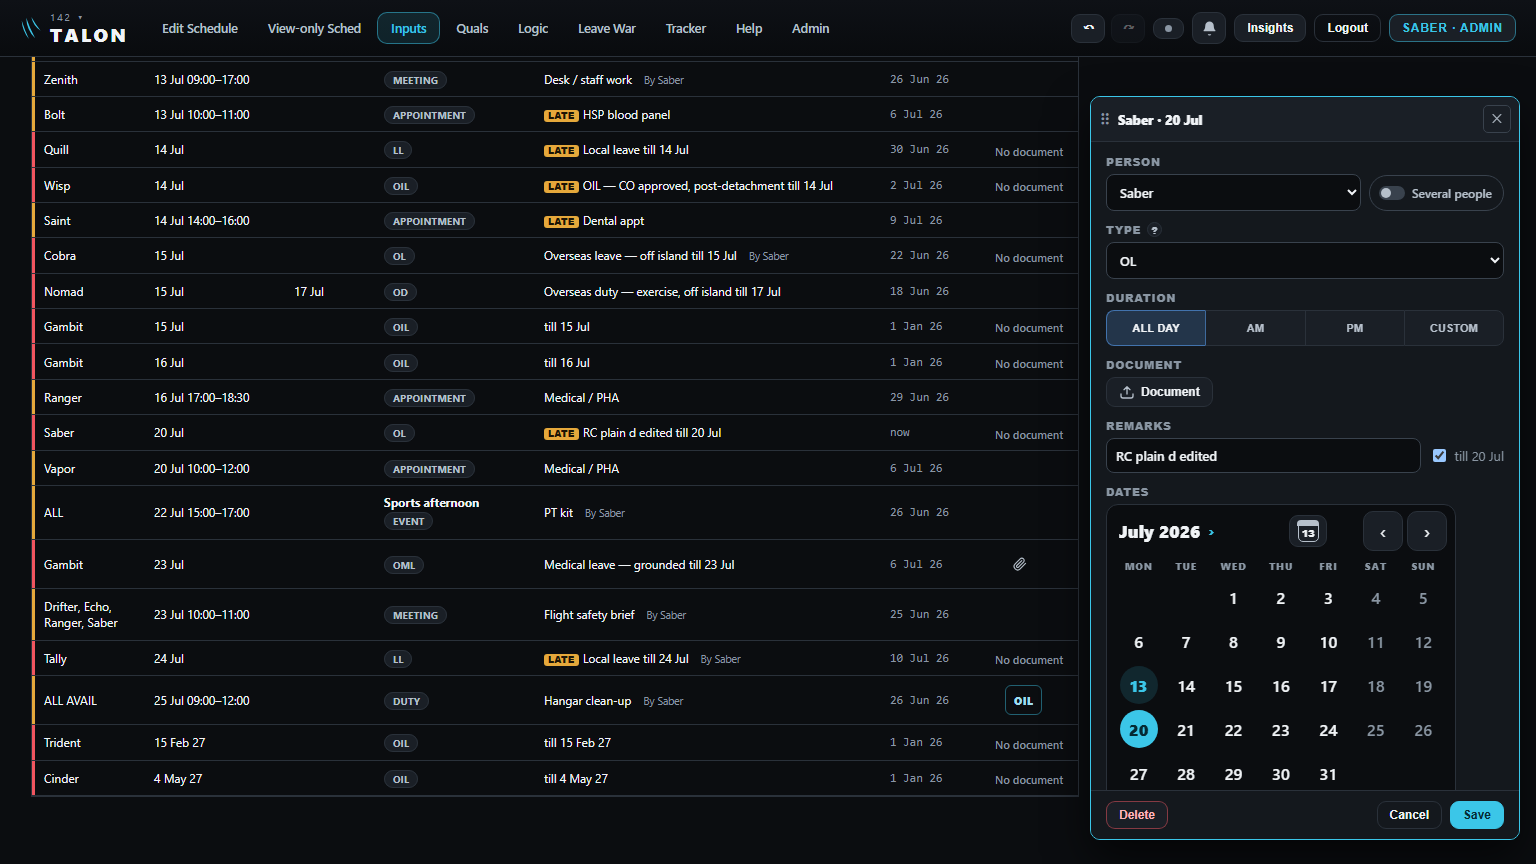 142
TALON
Edit Schedule
View-only Sched
Inputs
Quals
Logic
Leave War
Tracker
Help
Admin
Insights
Logout
SABER · ADMIN
Zenith 13 Jul 09:00–17:00 MEETING Desk / staff work By Saber 26 Jun 26
Bolt 13 Jul 10:00–11:00 APPOINTMENT LATE HSP blood panel 6 Jul 26
Quill 14 Jul LL LATE Local leave till 14 Jul 30 Jun 26 No document
Wisp 14 Jul OIL LATE OIL — CO approved, post-detachment till 14 Jul 2 Jul 26 No document
Saint 14 Jul 14:00–16:00 APPOINTMENT LATE Dental appt 9 Jul 26
Cobra 15 Jul OL Overseas leave — off island till 15 Jul By Saber 22 Jun 26 No document
Nomad 15 Jul 17 Jul OD Overseas duty — exercise, off island till 17 Jul 18 Jun 26
Gambit 15 Jul OIL till 15 Jul 1 Jan 26 No document
Gambit 16 Jul OIL till 16 Jul 1 Jan 26 No document
Ranger 16 Jul 17:00–18:30 APPOINTMENT Medical / PHA 29 Jun 26
Saber 20 Jul OL LATE RC plain d edited till 20 Jul now No document
Vapor 20 Jul 10:00–12:00 APPOINTMENT Medical / PHA 6 Jul 26
ALL 22 Jul 15:00–17:00 Sports afternoon EVENT PT kit By Saber 26 Jun 26
Gambit 23 Jul OML Medical leave — grounded till 23 Jul 6 Jul 26
Drifter, Echo,
Ranger, Saber 23 Jul 10:00–11:00 MEETING Flight safety brief By Saber 25 Jun 26
Tally 24 Jul LL LATE Local leave till 24 Jul By Saber 10 Jul 26 No document
ALL AVAIL 25 Jul 09:00–12:00 DUTY Hangar clean-up By Saber 26 Jun 26 OIL
Trident 15 Feb 27 OIL till 15 Feb 27 1 Jan 26 No document
Cinder 4 May 27 OIL till 4 May 27 1 Jan 26 No document
Saber · 20 Jul
PERSON
Saber
Several people
TYPE ?
OL
DURATION
ALL DAY AM PM CUSTOM
DOCUMENT
Document
REMARKS
RC plain d edited
till 20 Jul
DATES
July 2026 › 13 ‹ ›
MON TUE WED THU FRI SAT SUN
1 2 3 4 5
6 7 8 9 10 11 12
13 14 15 16 17 18 19
20 21 22 23 24 25 26
27 28 29 30 31
Delete Cancel Save